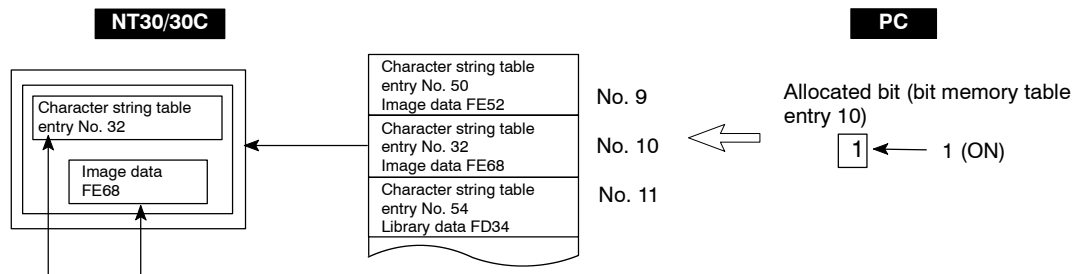 NT30/30C
PC
Character string table
entry No. 32
Image data
FE68
Character string table
entry No. 50
Image data FE52
Character string table
entry No. 32
Image data FE68
Character string table
entry No. 54
Library data FD34
No. 9
No. 10
No. 11
Allocated bit (bit memory table
entry 10)
1
1 (ON)